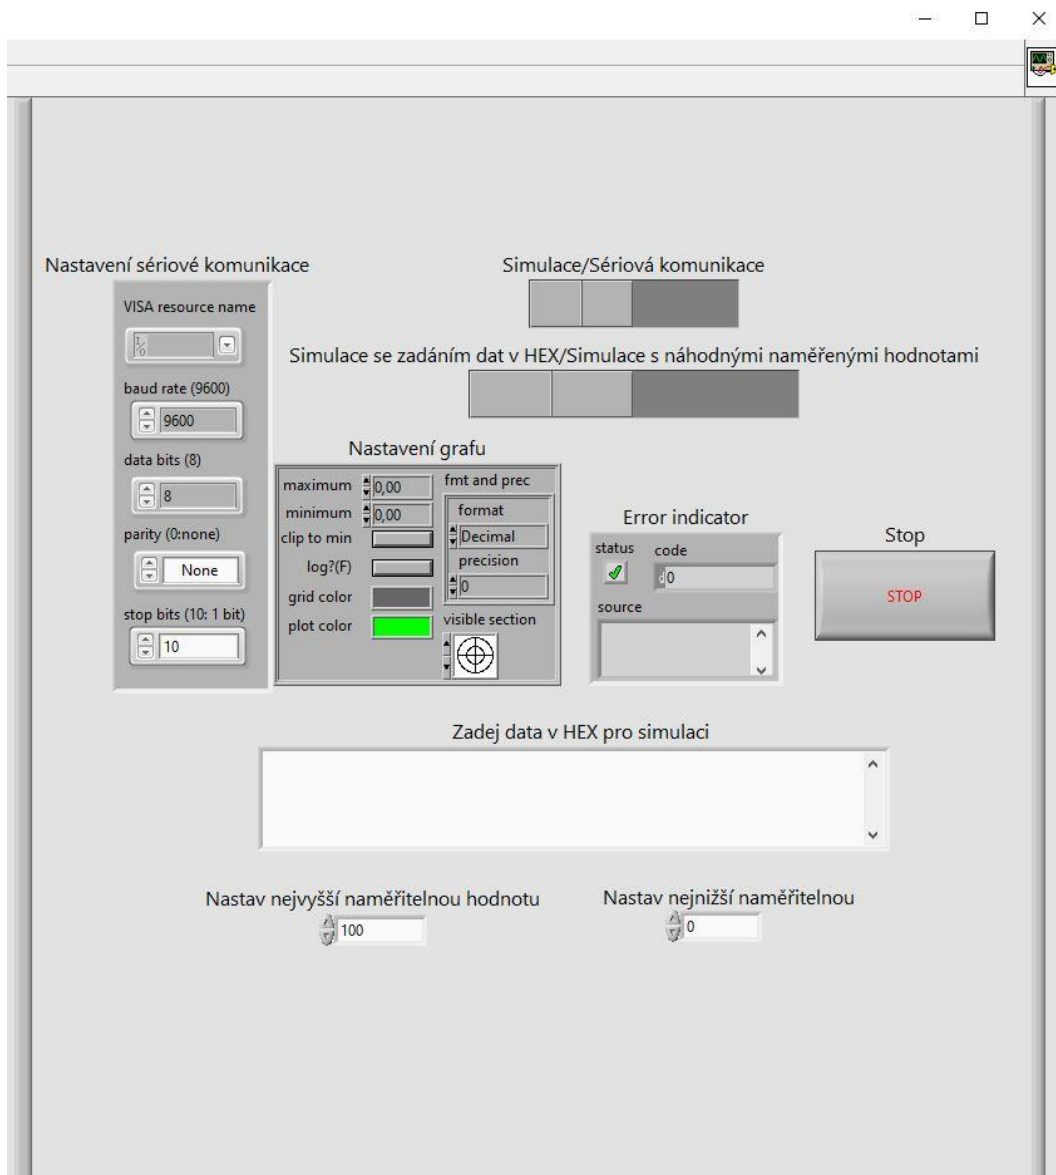 Nastavení sériové komunikace
VISA resource name
baud rate (9600)
9600
data bits (8)
8
parity (0:none)
None
stop bits (10: 1 bit)
10
Simulace/Sériová komunikace
Simulace se zadáním dat v HEX/Simulace s náhodnými naměřenými hodnotami
Nastavení grafu
maximum 0,00
minimum 0,00
clip to min
log?(F)
grid color
plot color
fmt and prec
format
Decimal
precision
0
visible section
Error indicator
status code
0
source
Stop
STOP
Zadej data v HEX pro simulaci
Nastav nejvyšší naměřitelnou hodnotu
100
Nastav nejnižší naměřitelnou
0